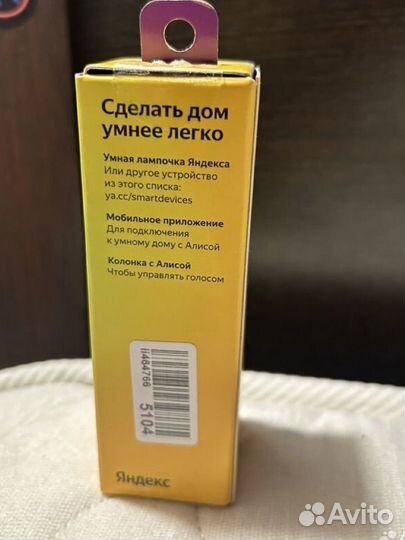 Сделать дом
умнее легко
Умная лампочка Яндекса
Или другое устройство
из этого списка:
ya.cc/smartdevices
Мобильное приложение
Для подключения
к умному дому с Алисой
Колонка с Алисой
Чтобы управлять голосом
ii464766
5104
Яндекс
Avito